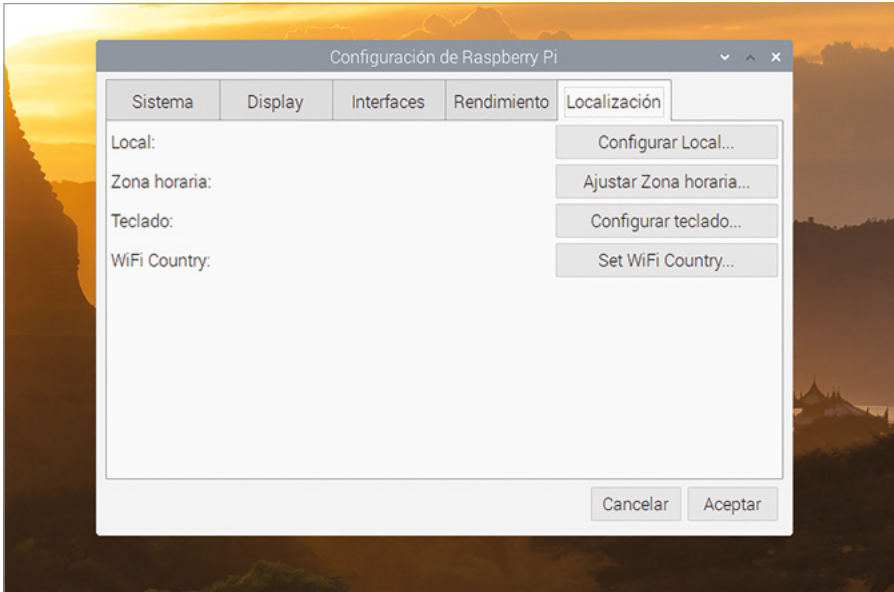 Configuración de Raspberry Pi
Sistema Display Interfaces Rendimiento Localización
Local: Configurar Local...
Zona horaria: Ajustar Zona horaria...
Teclado: Configurar teclado...
WiFi Country: Set WiFi Country...
Cancelar Aceptar